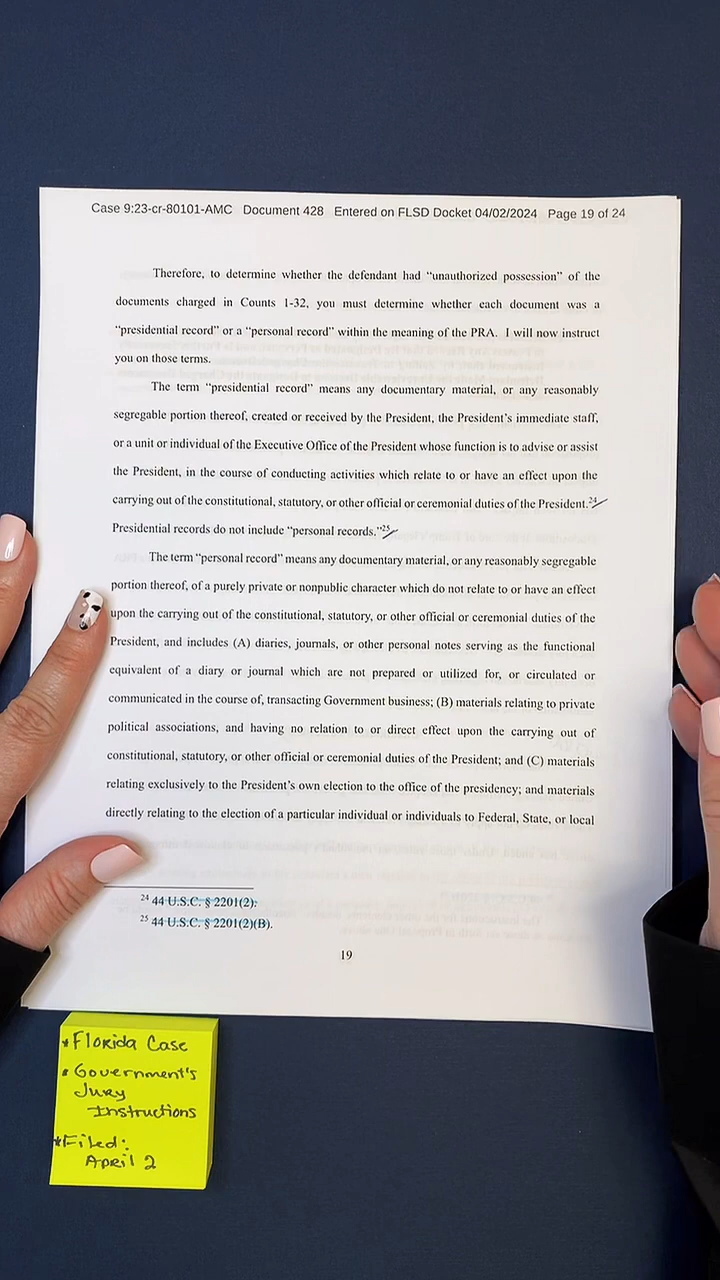 Case 9:23-cr-80101-AMC Document 428 Entered on FLSD Docket 04/02/2024 Page 19 of 24
Therefore, to determine whether the defendant had “unauthorized possession” of the
documents charged in Counts 1-32, you must determine whether each document was a
“presidential record” or a “personal record” within the meaning of the PRA. I will now instruct
you on those terms.
The term “presidential record” means any documentary material, or any reasonably
segregable portion thereof, created or received by the President, the President’s immediate staff,
or a unit or individual of the Executive Office of the President whose function is to advise or assist
the President, in the course of conducting activities which relate to or have an effect upon the
carrying out of the constitutional, statutory, or other official or ceremonial duties of the President.24
Presidential records do not include “personal records.”25
The term “personal record” means any documentary material, or any reasonably segregable
portion thereof, of a purely private or nonpublic character which do not relate to or have an effect
upon the carrying out of the constitutional, statutory, or other official or ceremonial duties of the
President, and includes (A) diaries, journals, or other personal notes serving as the functional
equivalent of a diary or journal which are not prepared or utilized for, or circulated or
communicated in the course of, transacting Government business; (B) materials relating to private
political associations, and having no relation to or direct effect upon the carrying out of
constitutional, statutory, or other official or ceremonial duties of the President; and (C) materials
relating exclusively to the President’s own election to the office of the presidency; and materials
directly relating to the election of a particular individual or individuals to Federal, State, or local
24 44 U.S.C. § 2201(2).
25 44 U.S.C. § 2201(2)(B).
19
*Florida Case
*Government's
Jury
Instructions
*Filed:
April 2